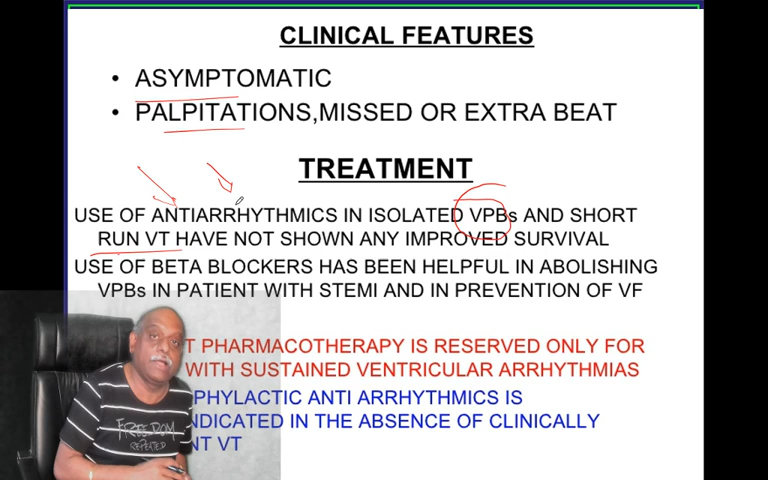 CLINICAL FEATURES
• ASYMPTOMATIC
• PALPITATIONS,MISSED OR EXTRA BEAT
TREATMENT
USE OF ANTIARRHYTHMICS IN ISOLATED VPBs AND SHORT
RUN VT HAVE NOT SHOWN ANY IMPROVED SURVIVAL
USE OF BETA BLOCKERS HAS BEEN HELPFUL IN ABOLISHING
VPBs IN PATIENT WITH STEMI AND IN PREVENTION OF VF
T PHARMACOTHERAPY IS RESERVED ONLY FOR
WITH SUSTAINED VENTRICULAR ARRHYTHMIAS
PHYLACTIC ANTI ARRHYTHMICS IS
NDICATED IN THE ABSENCE OF CLINICALLY
NT VT
FREEDOM
REPEATED